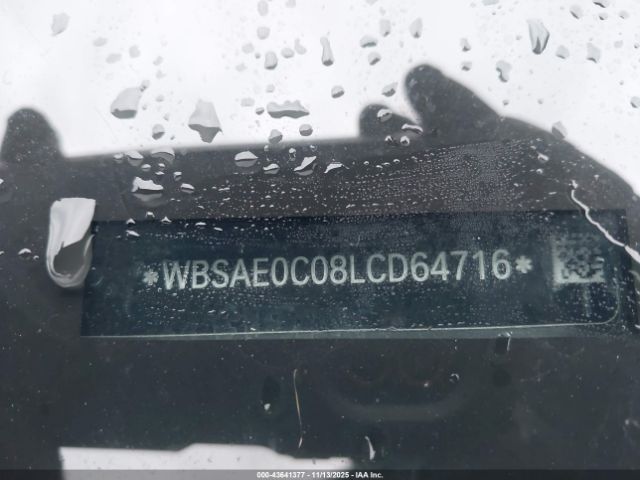 *WBSAE0C08LCD64716*
000-43641377 - 11/13/2025 - IAA Inc.